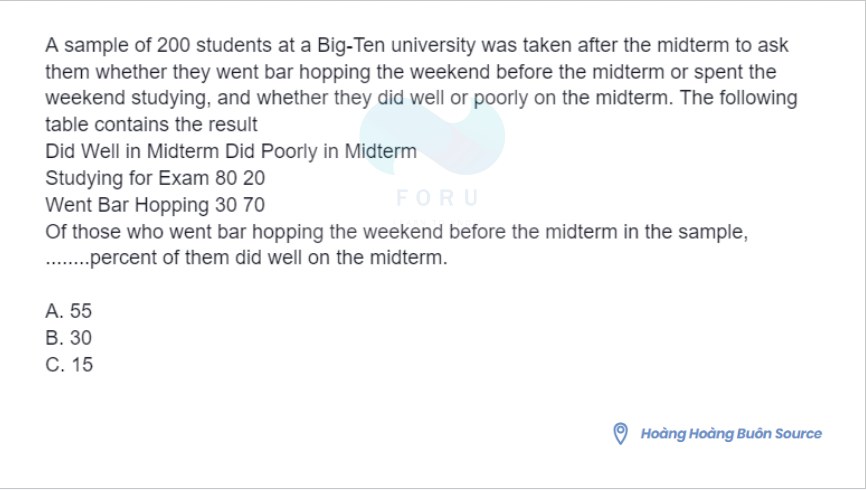 A sample of 200 students at a Big-Ten university was taken after the midterm to ask
them whether they went bar hopping the weekend before the midterm or spent the
weekend studying, and whether they did well or poorly on the midterm. The following
table contains the result
Did Well in Midterm Did Poorly in Midterm
Studying for Exam 80 20
Went Bar Hopping 30 70
FORU
Of those who went bar hopping the weekend before the midterm in the sample,
........percent of them did well on the midterm.
A. 55
B. 30
C. 15
Hoàng Hoàng Buôn Source